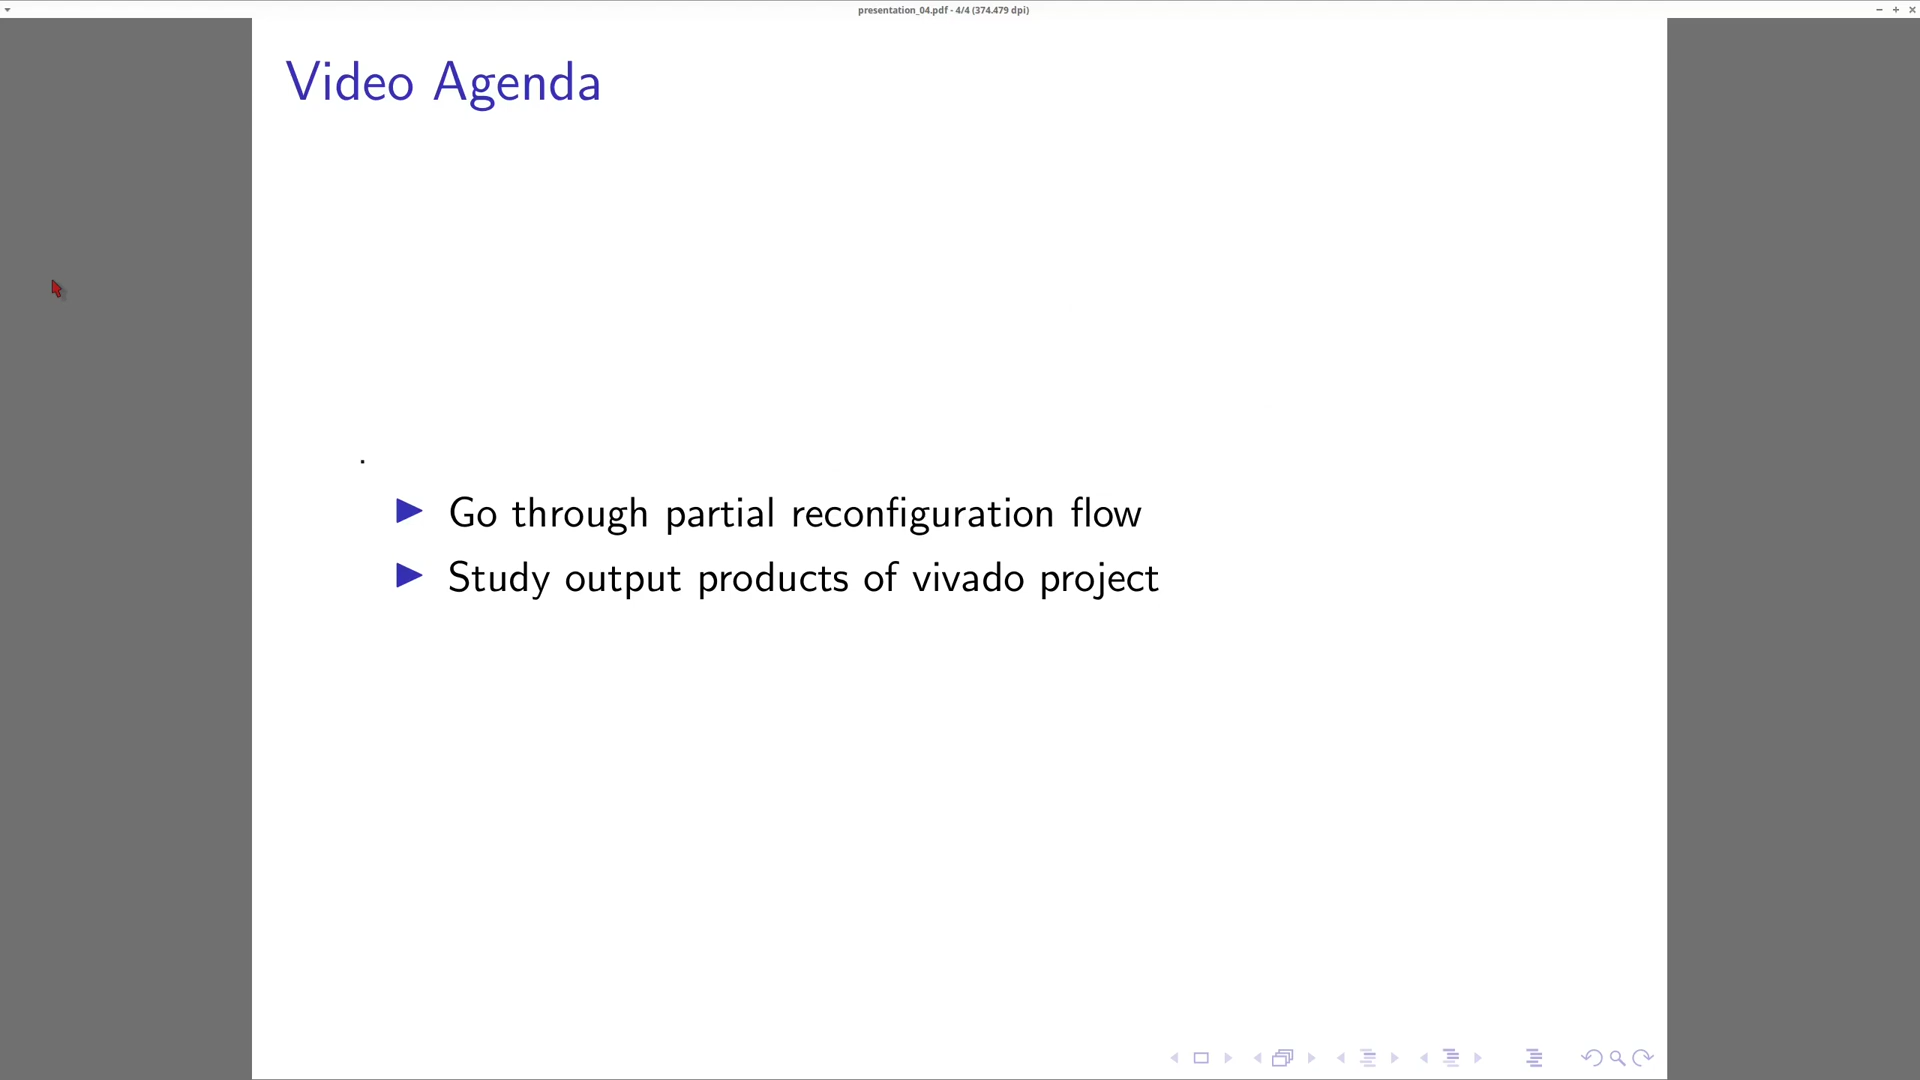 presentation_04.pdf - 4/4 (374.479 dpi)
Video Agenda
.
Go through partial reconfiguration flow
Study output products of vivado project